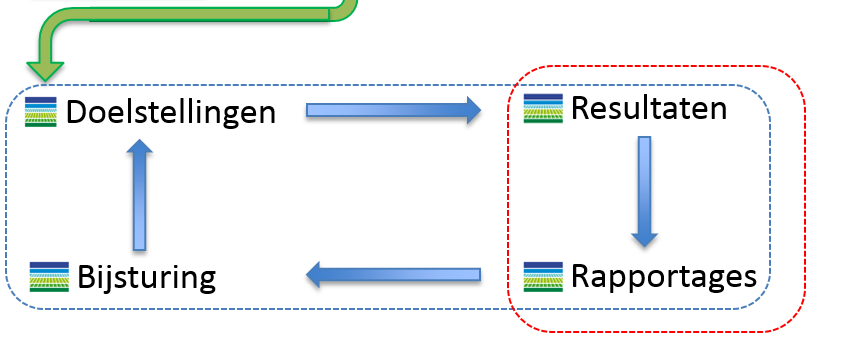 Doelstellingen
Resultaten
Bijsturing
Rapportages